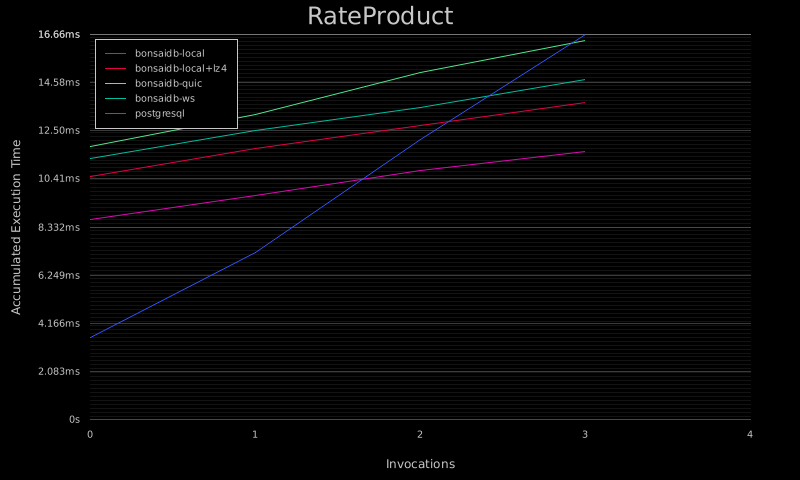 RateProduct
16.66ms
bonsaidb-local
bonsaidb-local+lz4
bonsaidb-quic
bonsaidb-ws
postgresql
14.58ms
12.50ms
10.41ms
8.332ms
6.249ms
4.166ms
2.083ms
0s
Accumulated Execution Time
0 1 2 3 4
Invocations